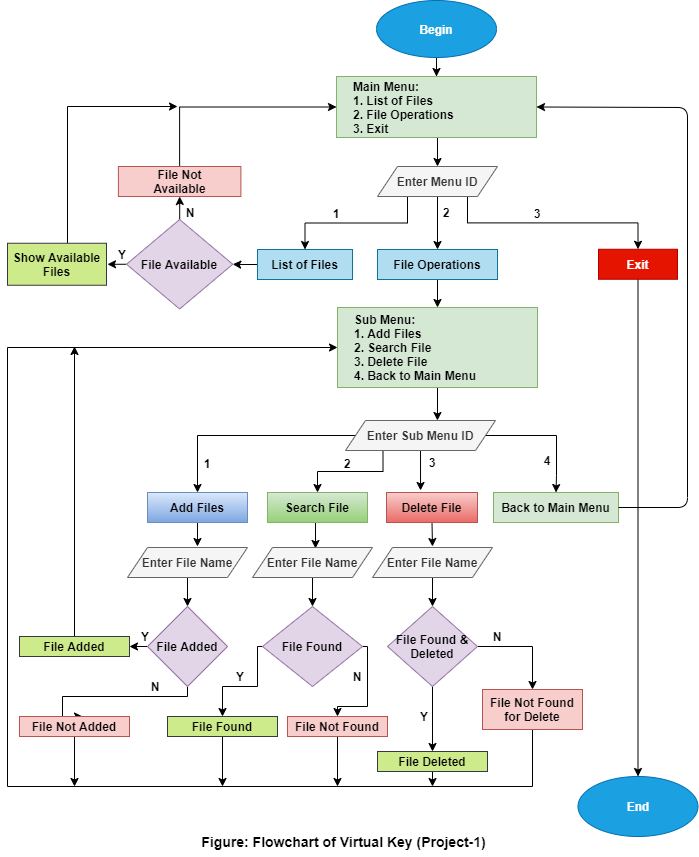 Begin
Main Menu:
1. List of Files
2. File Operations
3. Exit
File Not
Available
Enter Menu ID
N
1
2
3
Show Available
Files
Y
File Available
List of Files
File Operations
Exit
Sub Menu:
1. Add Files
2. Search File
3. Delete File
4. Back to Main Menu
Enter Sub Menu ID
1
2
3
4
Add Files
Search File
Delete File
Back to Main Menu
Enter File Name
Enter File Name
Enter File Name
File Added
Y
File Added
File Found
File Found &
Deleted
N
N
Y
N
File Not Added
File Found
File Not Found
Y
File Not Found
for Delete
File Deleted
End
Figure: Flowchart of Virtual Key (Project-1)